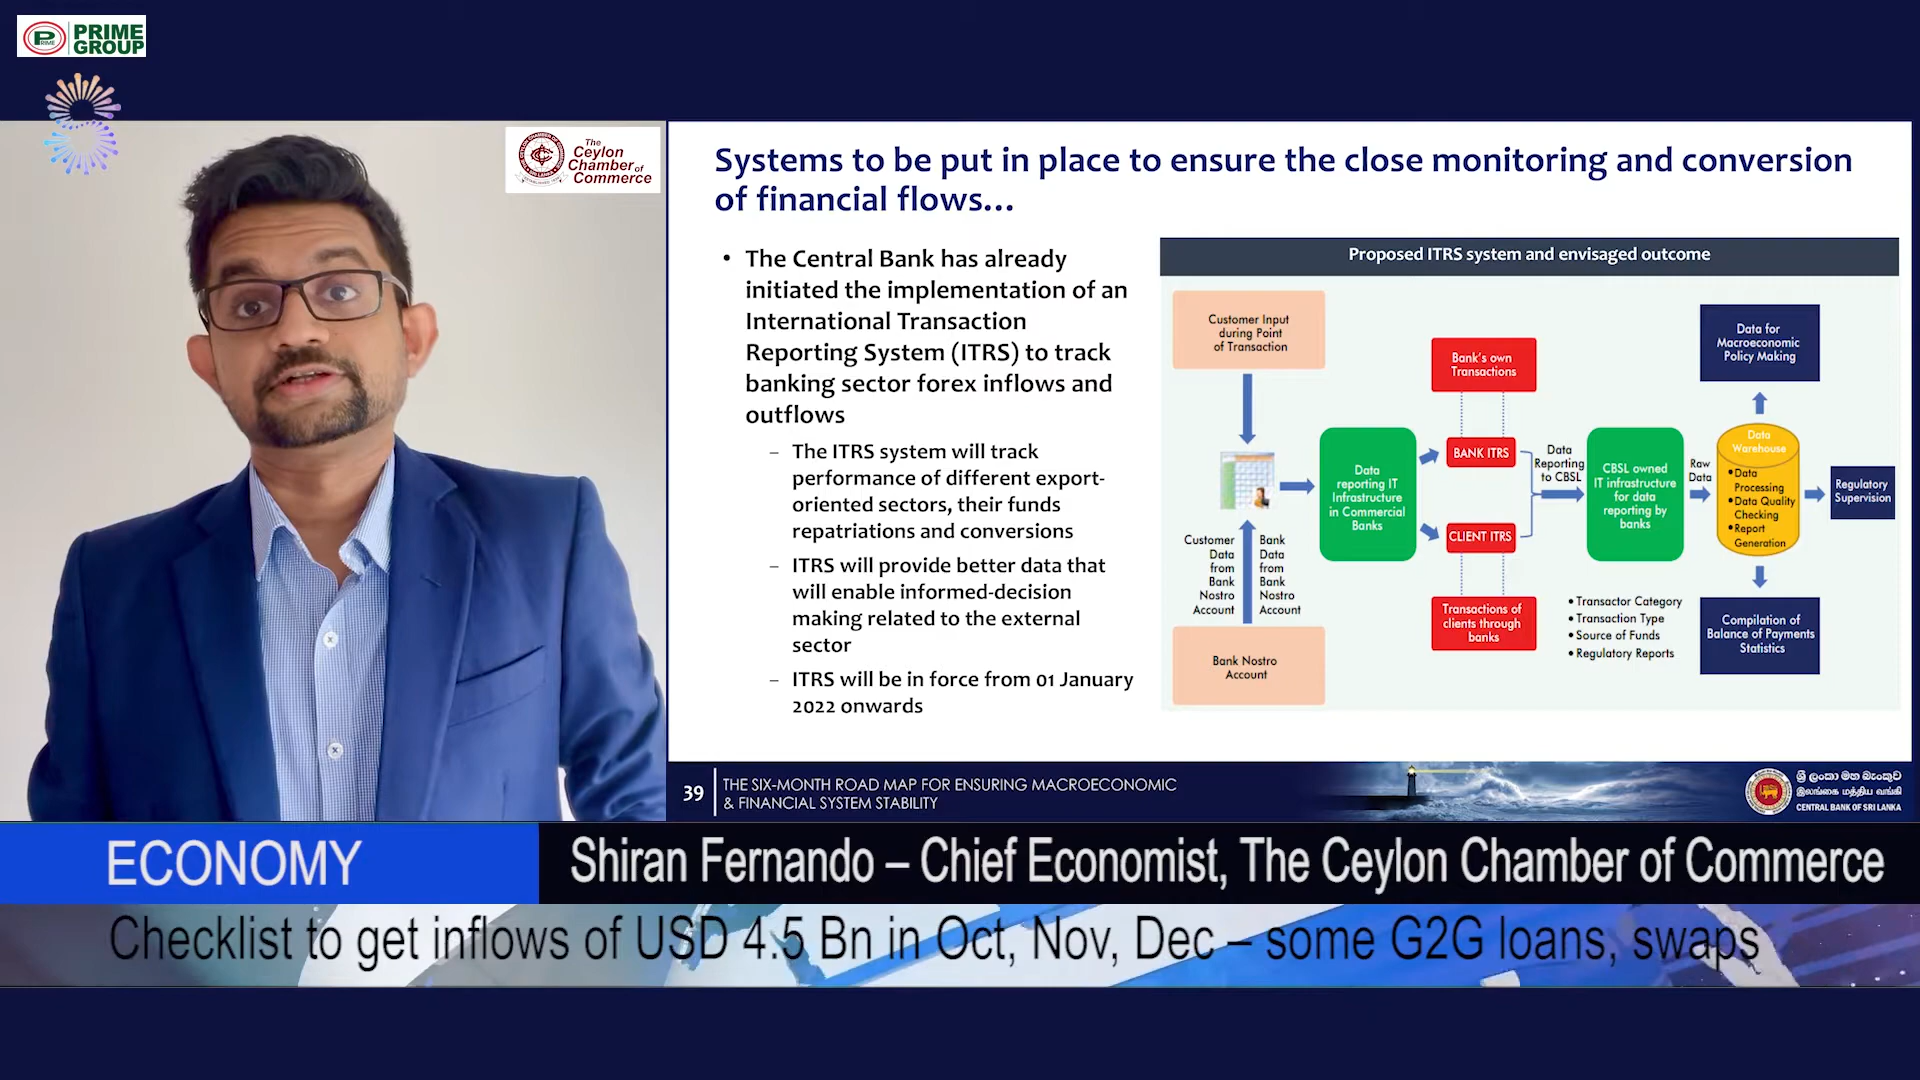 PRIME
GROUP
P
PRIME
The
Ceylon
Chamber of
Commerce
Systems to be put in place to ensure the close monitoring and conversion
of financial flows...
• The Central Bank has already
initiated the implementation of an
International Transaction
Reporting System (ITRS) to track
banking sector forex inflows and
outflows
– The ITRS system will track
performance of different export-
oriented sectors, their funds
repatriations and conversions
– ITRS will provide better data that
will enable informed-decision
making related to the external
sector
– ITRS will be in force from 01 January
2022 onwards
Proposed ITRS system and envisaged outcome
Customer Input
during Point
of Transaction
Customer
Data
from
Bank
Nostro
Account
Bank
Data
from
Bank
Nostro
Account
Bank Nostro
Account
Data
reporting IT
Infrastructure
in Commercial
Banks
Bank's own
Transactions
BANK ITRS
CLIENT ITRS
Transactions of
clients through
banks
Data
Reporting
to CBSL
• Transactor Category
• Transaction Type
• Source of Funds
• Regulatory Reports
CBSL owned
IT infrastructure
for data
reporting by
banks
Raw
Data
Data for
Macroeconomic
Policy Making
Data
Warehouse
• Data
Processing
• Data Quality
Checking
• Report
Generation
Regulatory
Supervision
Compilation of
Balance of Payments
Statistics
39
THE SIX-MONTH ROAD MAP FOR ENSURING MACROECONOMIC
& FINANCIAL SYSTEM STABILITY
ශ්‍රී ලංකා මහ බැංකුව
இலங்கை மத்திய வங்கி
CENTRAL BANK OF SRI LANKA
ECONOMY
Shiran Fernando – Chief Economist, The Ceylon Chamber of Commerce
Checklist to get inflows of USD 4.5 Bn in Oct, Nov, Dec – some G2G loans, swaps